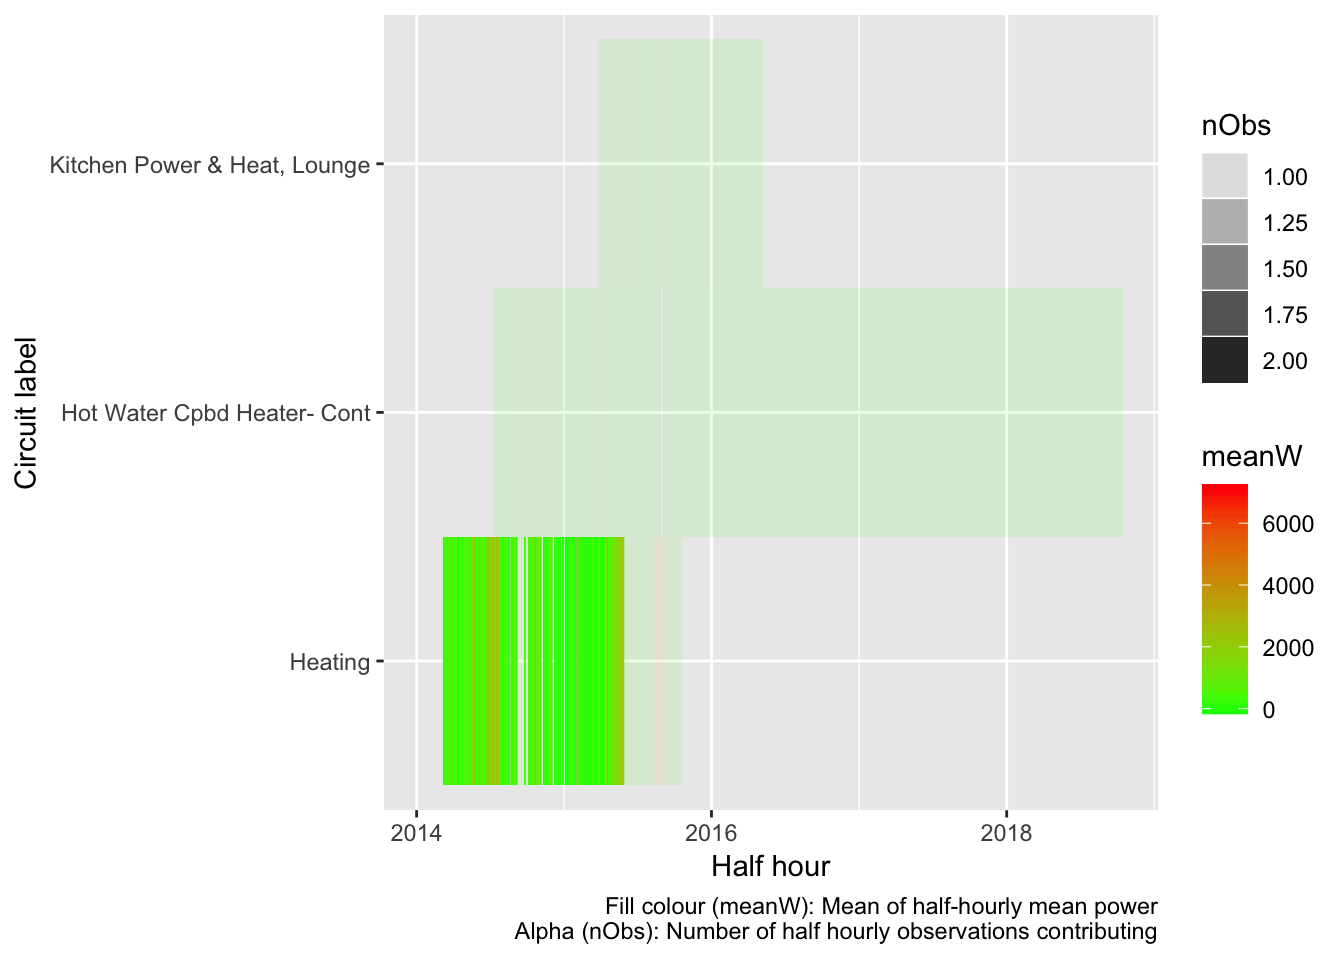 Circuit label
Kitchen Power & Heat, Lounge
Hot Water Cpbd Heater- Cont
Heating
2014
2016
2018
Half hour
Fill colour (meanW): Mean of half-hourly mean power
Alpha (nObs): Number of half hourly observations contributing
nObs
1.00
1.25
1.50
1.75
2.00
meanW
6000
4000
2000
0